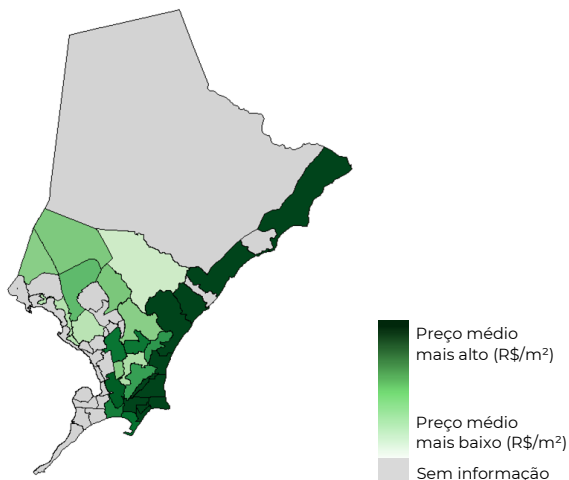 Preço médio
mais alto (R$/m²)
Preço médio
mais baixo (R$/m²)
Sem informação